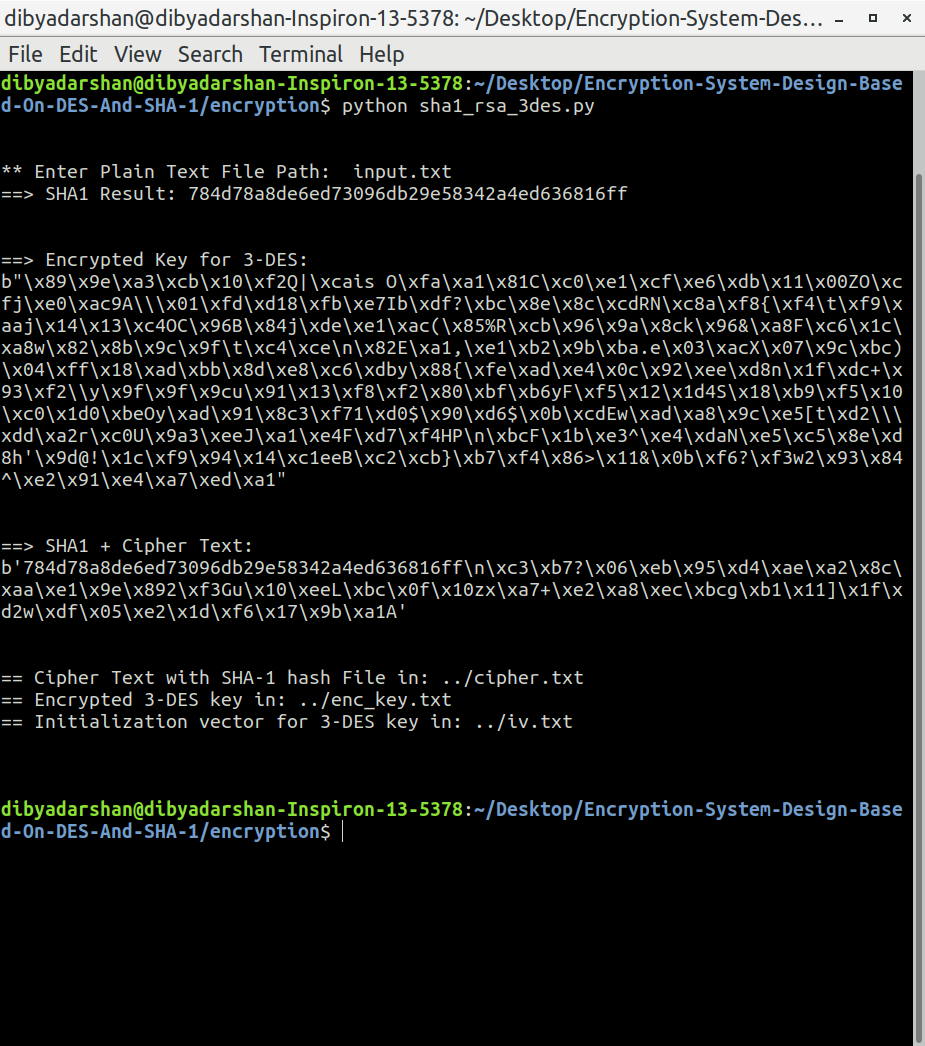 dibyadarshan@dibyadarshan-Inspiron-13-5378: ~/Desktop/Encryption-System-Des...
File Edit View Search Terminal Help
dibyadarshan@dibyadarshan-Inspiron-13-5378:~/Desktop/Encryption-System-Design-Base
d-On-DES-And-SHA-1/encryption$ python sha1_rsa_3des.py
** Enter Plain Text File Path:  input.txt
==> SHA1 Result: 784d78a8de6ed73096db29e58342a4ed636816ff
==> Encrypted Key for 3-DES:
b"\x89\x9e\xa3\xcb\x10\xf2Q|\xcais O\xfa\xa1\x81C\xc0\xe1\xcf\xe6\xdb\x11\x00ZO\xc
fj\xe0\xac9A\\\x01\xfd\xd18\xfb\xe7Ib\xdf?\xbc\x8e\x8c\xcdRN\xc8a\xf8{\xf4\t\xf9\x
aaj\x14\x13\xc4OC\x96B\x84j\xde\xe1\xac(\x85%R\xcb\x96\x9a\x8ck\x96&\xa8F\xc6\x1c\
xa8w\x82\x8b\x9c\x9f\t\xc4\xce\n\x82E\xa1,\xe1\xb2\x9b\xba.e\x03\xacX\x07\x9c\xbc)
\x04\xff\x18\xad\xbb\x8d\xe8\xc6\xdby\x88{\xfe\xad\xe4\x0c\x92\xee\xd8n\x1f\xdc+\x
93\xf2\\y\x9f\x9f\x9cu\x91\x13\xf8\xf2\x80\xbf\xb6yF\xf5\x12\x1d4S\x18\xb9\xf5\x10
\xc0\x1d0\xbeOy\xad\x91\x8c3\xf71\xd0$\x90\xd6$\x0b\xcdEw\xad\xa8\x9c\xe5[t\xd2\\\
xdd\xa2r\xc0U\x9a3\xeeJ\xa1\xe4F\xd7\xf4HP\n\xbcF\x1b\xe3^\xe4\xdaN\xe5\xc5\x8e\xd
8h'\x9d@!\x1c\xf9\x94\x14\xc1eeB\xc2\xcb}\xb7\xf4\x86>\x11&\x0b\xf6?\xf3w2\x93\x84
^\xe2\x91\xe4\xa7\xed\xa1"
==> SHA1 + Cipher Text:
b'784d78a8de6ed73096db29e58342a4ed636816ff\n\xc3\xb7?\x06\xeb\x95\xd4\xae\xa2\x8c\
xaa\xe1\x9e\x892\xf3Gu\x10\xeeL\xbc\x0f\x10zx\xa7+\xe2\xa8\xec\xbcg\xb1\x11]\x1f\x
d2w\xdf\x05\xe2\x1d\xf6\x17\x9b\xa1A'
== Cipher Text with SHA-1 hash File in: ../cipher.txt
== Encrypted 3-DES key in: ../enc_key.txt
== Initialization vector for 3-DES key in: ../iv.txt
dibyadarshan@dibyadarshan-Inspiron-13-5378:~/Desktop/Encryption-System-Design-Base
d-On-DES-And-SHA-1/encryption$